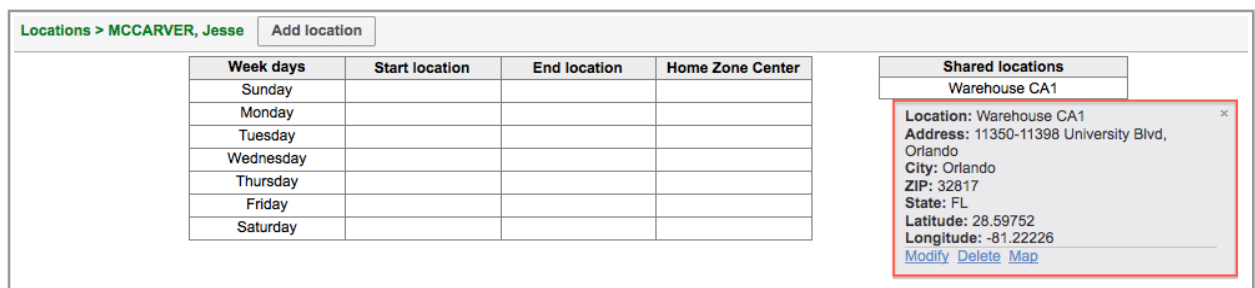 Locations > MCCARVER, Jesse Add location
Week days Start location End location Home Zone Center
Sunday
Monday
Tuesday
Wednesday
Thursday
Friday
Saturday
Shared locations
Warehouse CA1
×
Location: Warehouse CA1
Address: 11350-11398 University Blvd,
Orlando
City: Orlando
ZIP: 32817
State: FL
Latitude: 28.59752
Longitude: -81.22226
Modify Delete Map